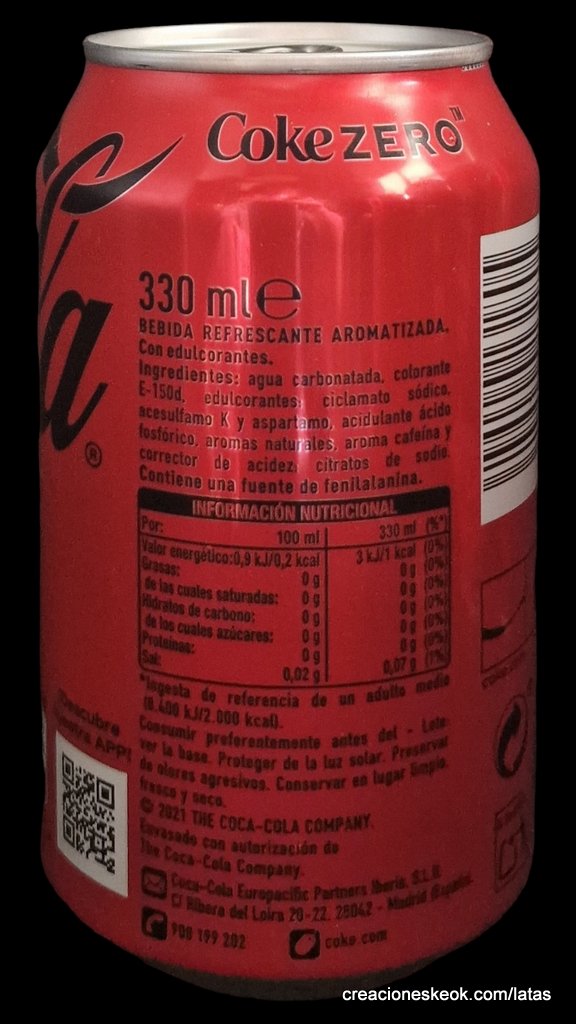 Coke ZERO™
a®
330 ml e
BEBIDA REFRESCANTE AROMATIZADA.
Con edulcorantes.
Ingredientes: agua carbonatada, colorante
E-150d, edulcorantes: ciclamato sódico,
acesulfamo K y aspartamo, acidulante ácido
fosfórico, aromas naturales, aroma cafeína y
corrector de acidez: citratos de sodio.
Contiene una fuente de fenilalanina.
INFORMACIÓN NUTRICIONAL
Por: 100 ml 330 ml (%*)
Valor energético: 0,9 kJ/0,2 kcal 3 kJ/1 kcal (0%)
Grasas: 0 g 0 g (0%)
de las cuales saturadas: 0 g 0 g (0%)
Hidratos de carbono: 0 g 0 g (0%)
de los cuales azúcares: 0 g 0 g (0%)
Proteínas: 0 g 0 g (0%)
Sal: 0,02 g 0,07 g (1%)
*Ingesta de referencia de un adulto medio
(8.400 kJ/2.000 kcal).
Consumir preferentemente antes del - Lote:
ver la base. Proteger de la luz solar. Preservar
de olores agresivos. Conservar en lugar limpio,
fresco y seco.
© 2021 THE COCA-COLA COMPANY.
Envasado con autorización de
The Coca-Cola Company.
Coca-Cola Europacific Partners Iberia, S.L.U.
C/ Ribera del Loira 20-22. 28042 - Madrid (España).
900 199 202 coke.com
Descubre
APP!
creacioneskeok.com/latas